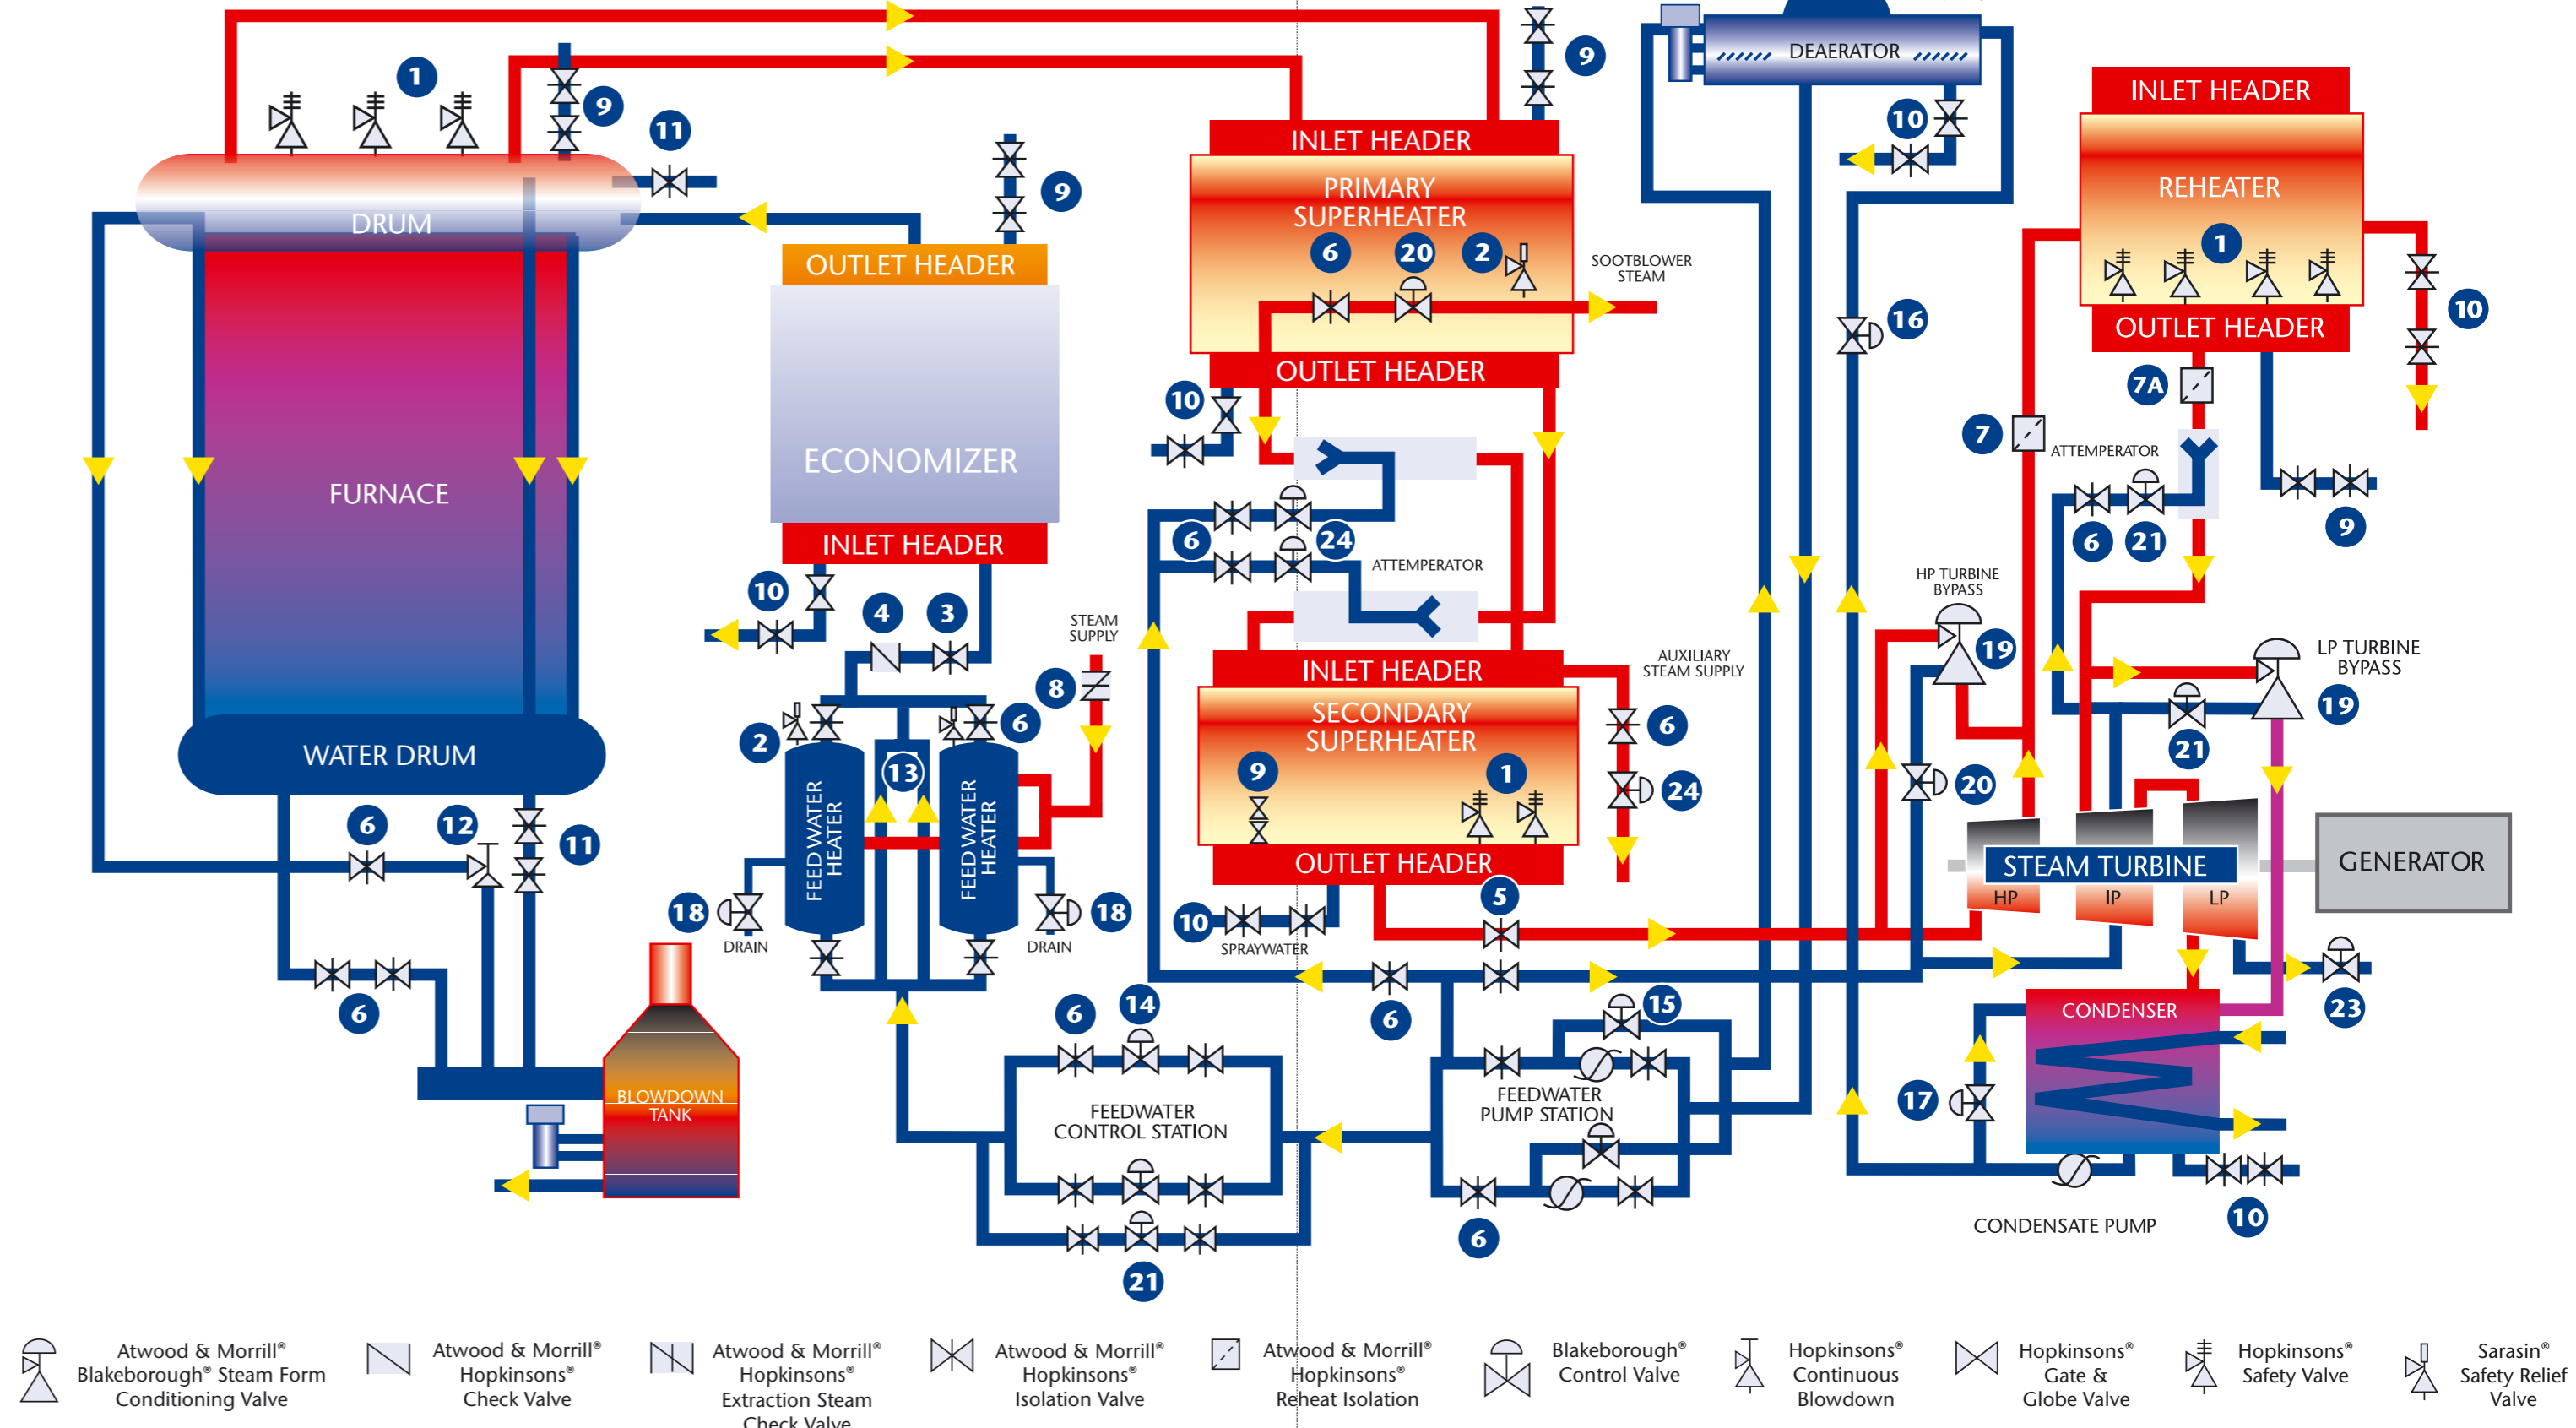 1
9
11
DRUM
FURNACE
WATER DRUM
6
12
11
6
BLOWDOWN
TANK
9
OUTLET HEADER
ECONOMIZER
INLET HEADER
10
4
3
STEAM
SUPPLY
8
2
6
13
FEEDWATER
HEATER
FEEDWATER
HEATER
18
DRAIN
18
DRAIN
6
14
FEEDWATER
CONTROL STATION
21
9
INLET HEADER
PRIMARY
SUPERHEATER
6
20
2
SOOTBLOWER
STEAM
OUTLET HEADER
10
6
24
ATTEMPERATOR
INLET HEADER
AUXILIARY
STEAM SUPPLY
SECONDARY
SUPERHEATER
9
1
6
24
OUTLET HEADER
5
10
SPRAYWATER
6
15
FEEDWATER
PUMP STATION
6
DEAERATOR
10
16
INLET HEADER
REHEATER
1
OUTLET HEADER
10
7A
7
ATTEMPERATOR
6
21
9
HP TURBINE
BYPASS
19
LP TURBINE
BYPASS
19
21
20
STEAM TURBINE
HP
IP
LP
GENERATOR
CONDENSER
23
17
10
CONDENSATE PUMP
Atwood & Morrill®
Blakeborough® Steam Form
Conditioning Valve
Atwood & Morrill®
Hopkinsons®
Check Valve
Atwood & Morrill®
Hopkinsons®
Extraction Steam
Check Valve
Atwood & Morrill®
Hopkinsons®
Isolation Valve
Atwood & Morrill®
Hopkinsons®
Reheat Isolation
Blakeborough®
Control Valve
Hopkinsons®
Continuous
Blowdown
Hopkinsons®
Gate &
Globe Valve
Hopkinsons®
Safety Valve
Sarasin®
Safety Relief
Valve